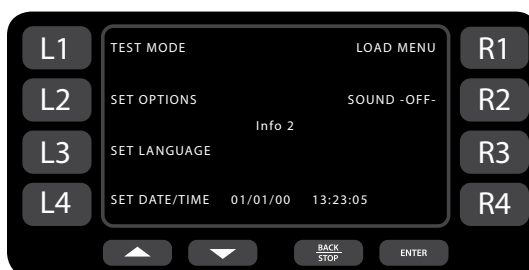 L1 TEST MODE LOAD MENU R1
L2 SET OPTIONS SOUND -OFF- R2
Info 2
L3 SET LANGUAGE R3
L4 SET DATE/TIME 01/01/00 13:23:05 R4
BACK
STOP
ENTER